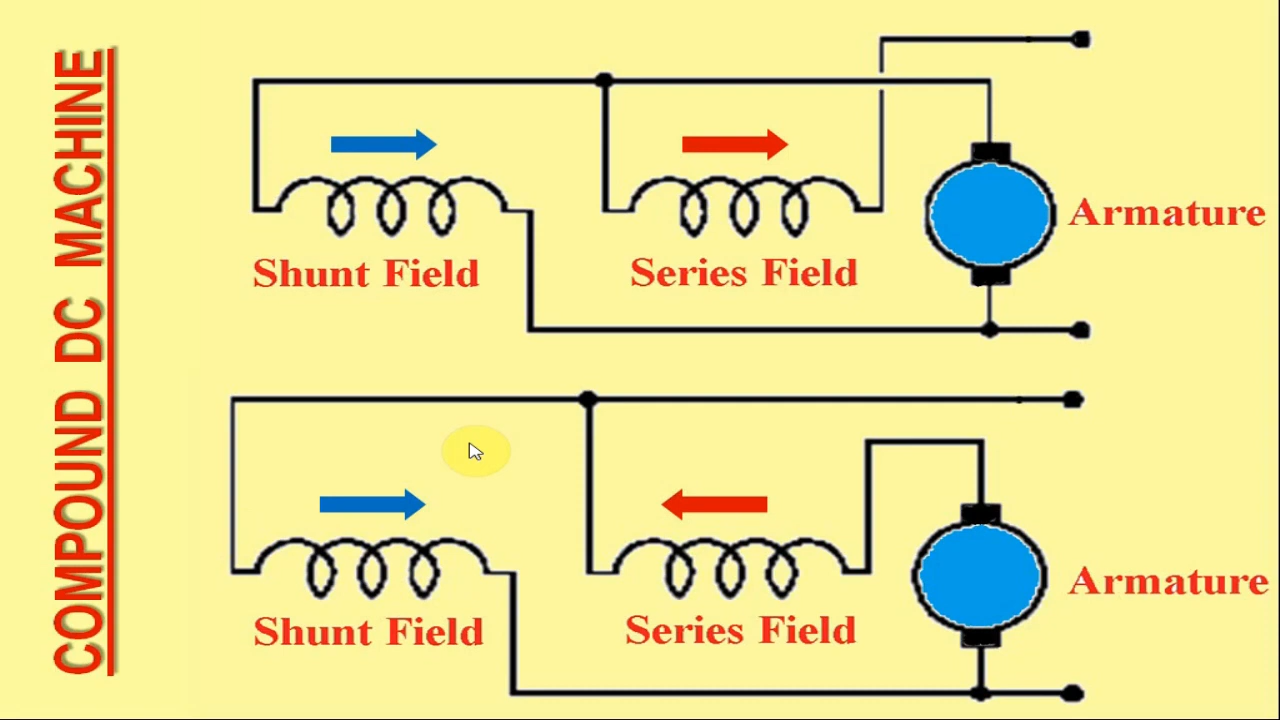 COMPOUND DC MACHINE
Shunt Field
Series Field
Armature
Shunt Field
Series Field
Armature